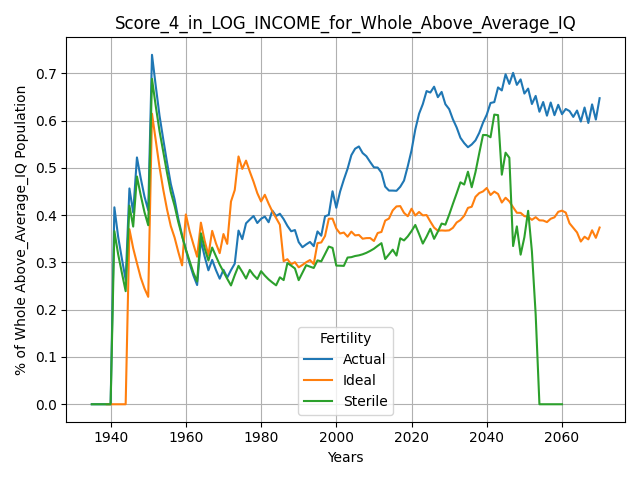 Score_4_in_LOG_INCOME_for_Whole_Above_Average_IQ
% of Whole Above_Average_IQ Population
0.7
0.6
0.5
0.4
0.3
0.2
0.1
0.0
Fertility
Actual
Ideal
Sterile
1940 1960 1980 2000 2020 2040 2060
Years